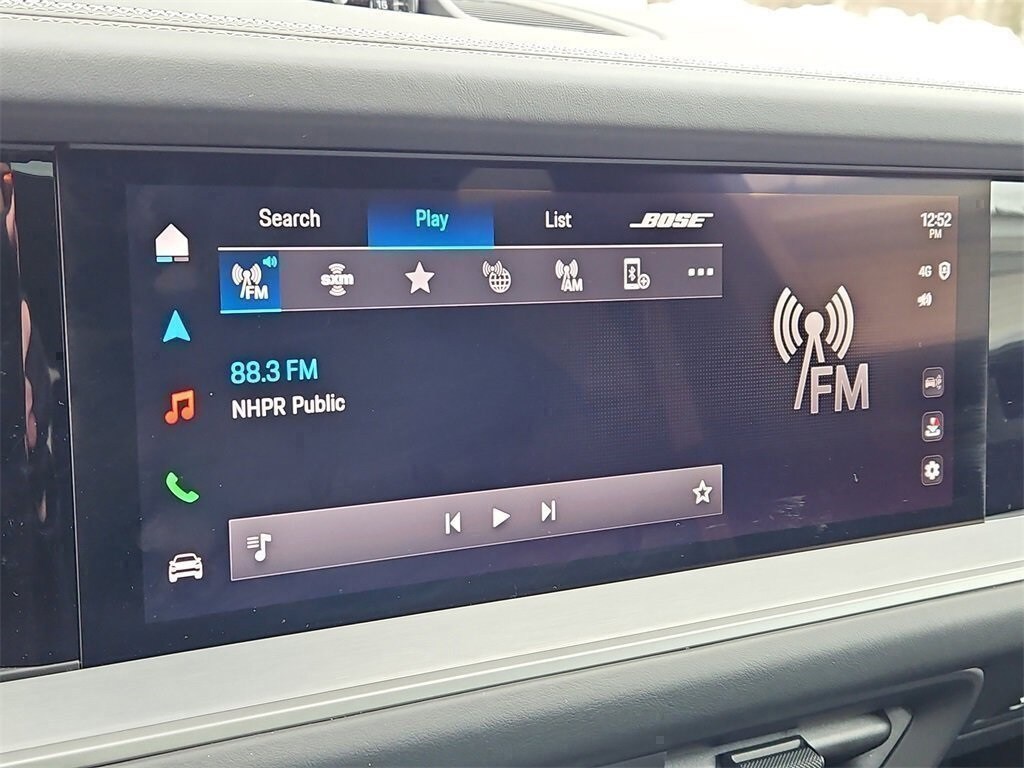 Search Play List BOSE
12:52
PM
FM sxm AM
4G
88.3 FM
NHPR Public
FM